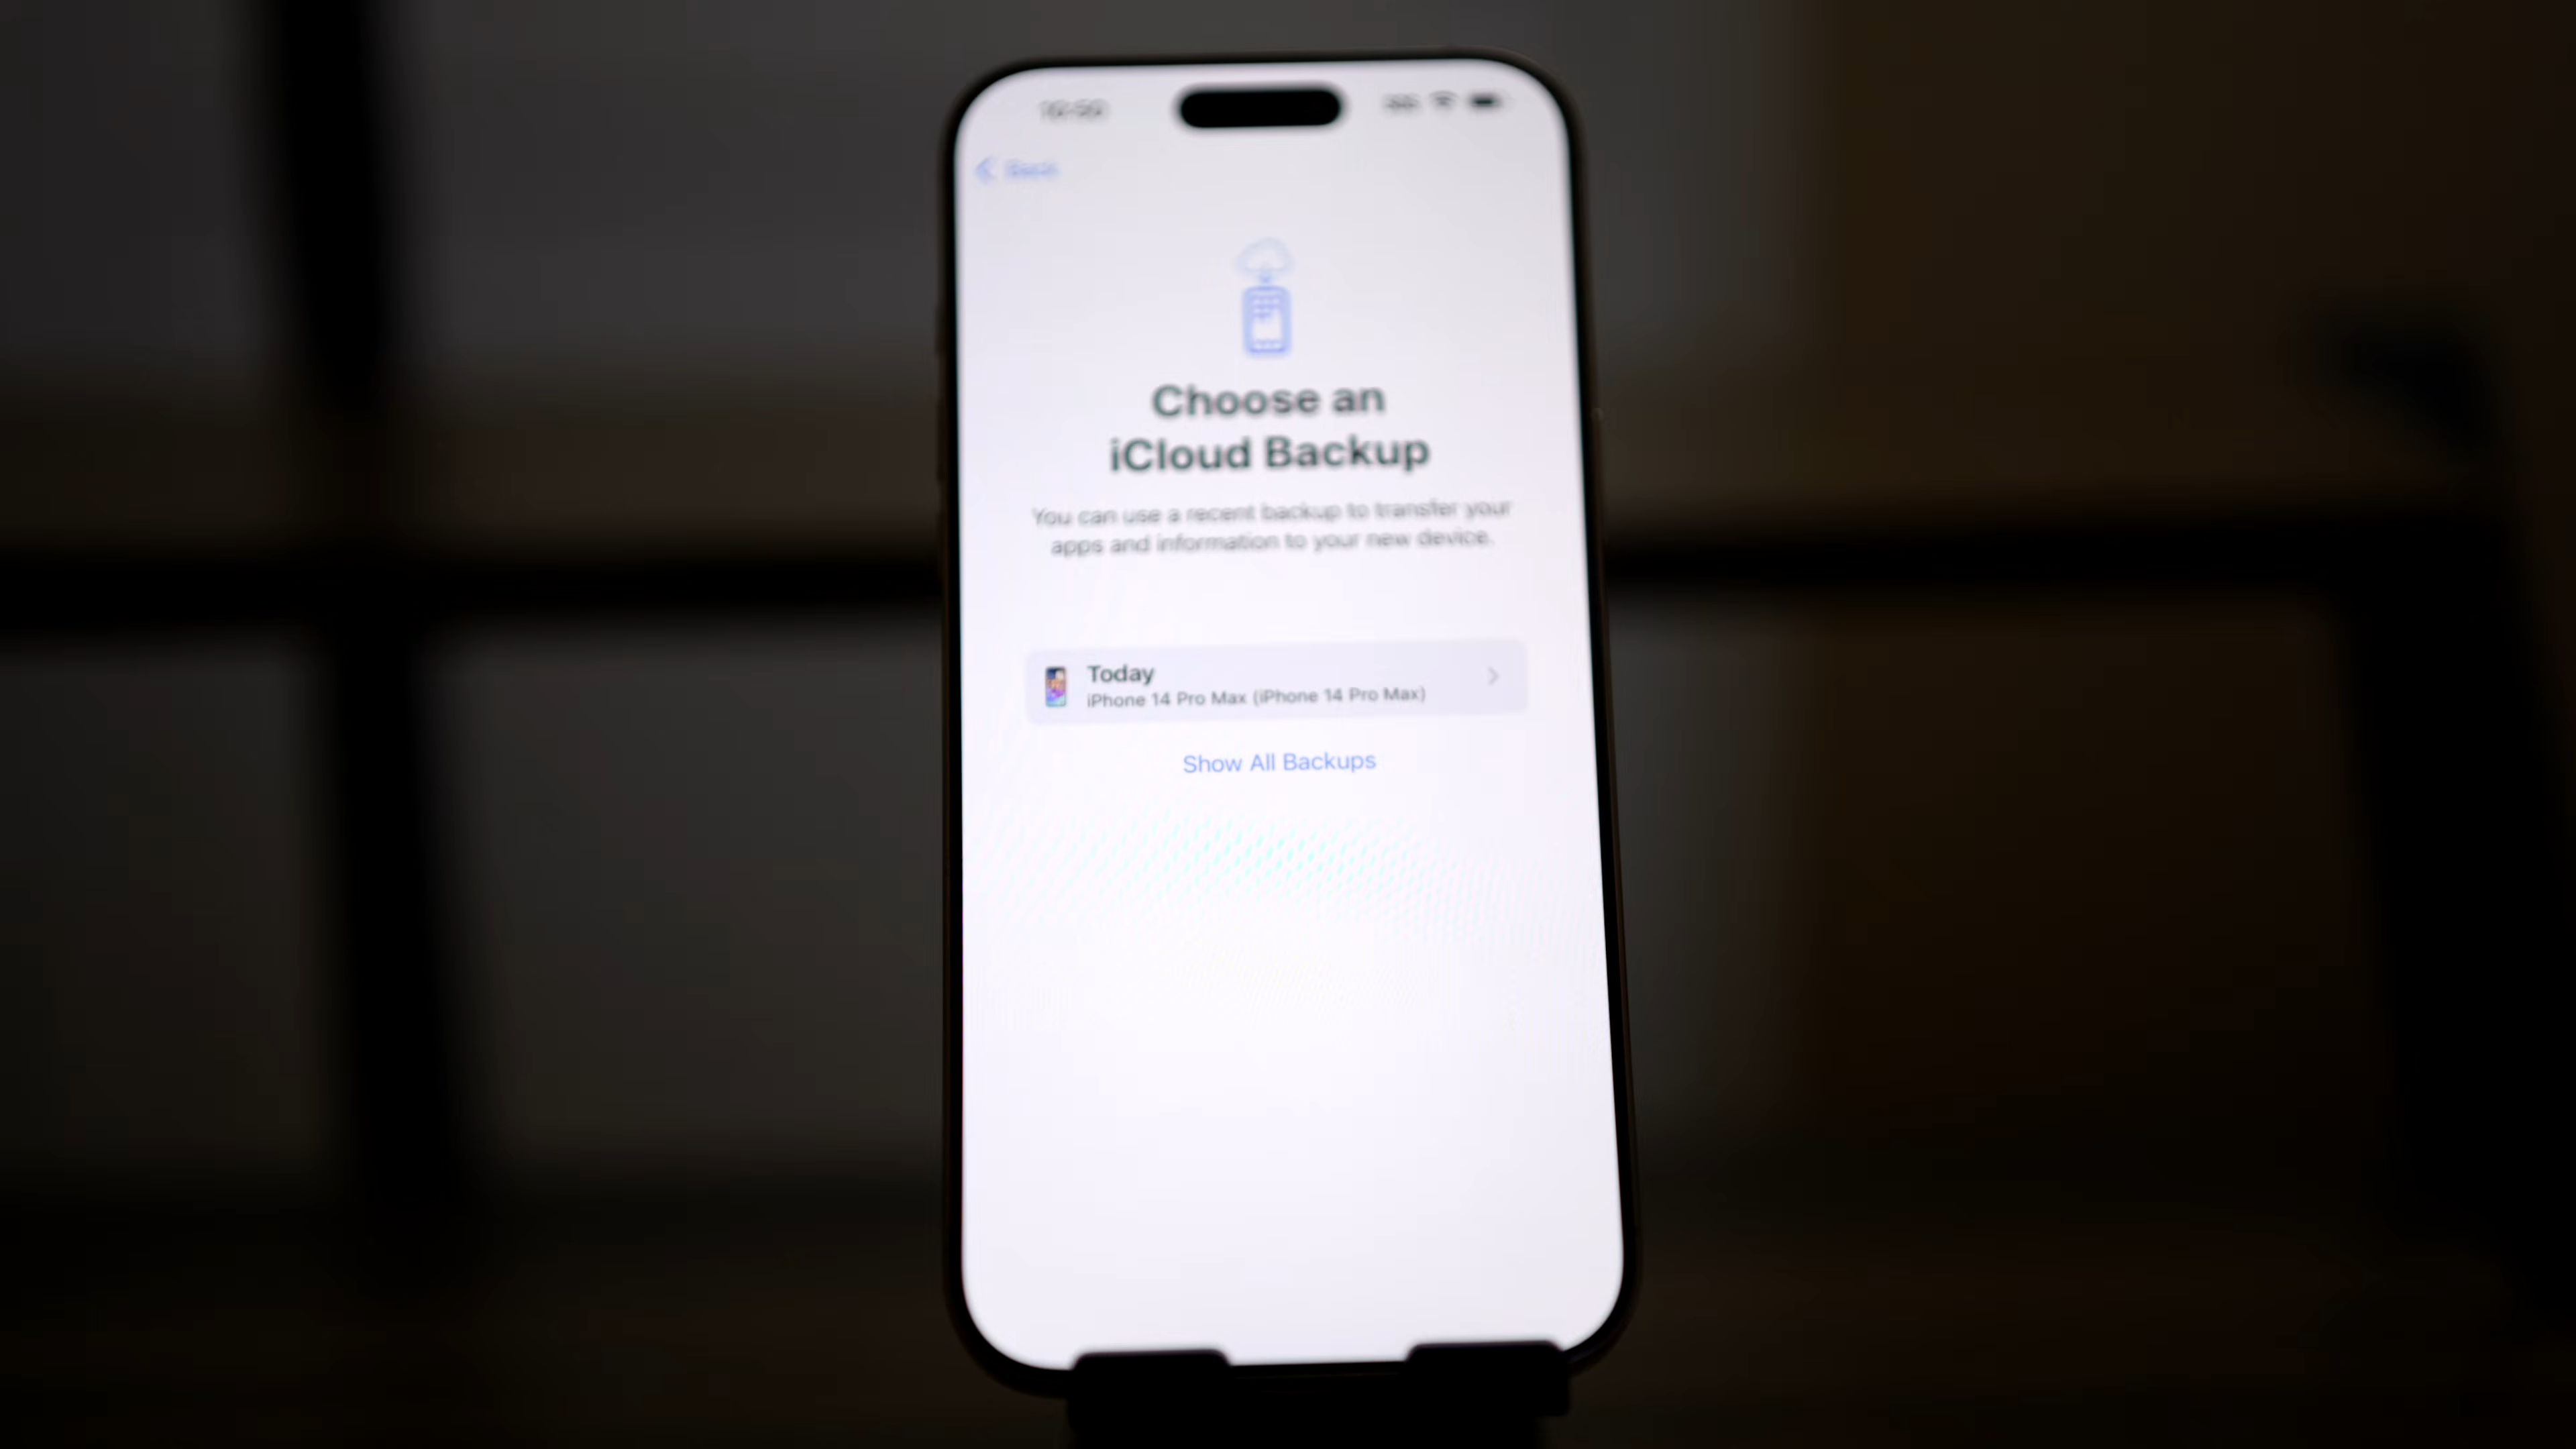 Back
Choose an
iCloud Backup
You can use a recent backup to transfer your
apps and information to your new device.
Today
iPhone 14 Pro Max (iPhone 14 Pro Max)
Show All Backups